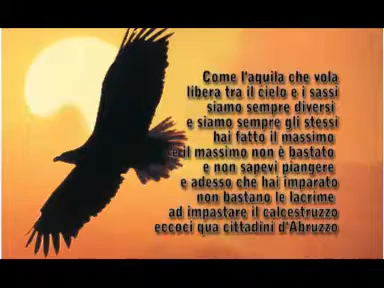 Come l'aquila che vola
libera tra il cielo e i sassi
siamo sempre diversi
e siamo sempre gli stessi
hai fatto il massimo
e il massimo non è bastato
e non sapevi piangere
e adesso che hai imparato
non bastano le lacrime
ad impastare il calcestruzzo
eccoci qua cittadini d'Abruzzo